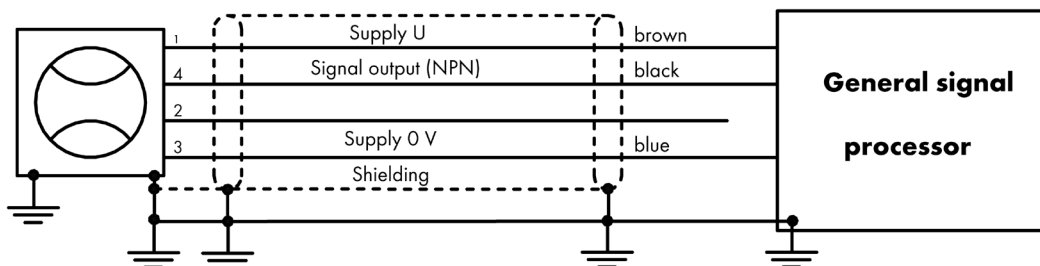 1
Supply U
brown
4
Signal output (NPN)
black
2
3
Supply 0 V
blue
Shielding
General signal
processor